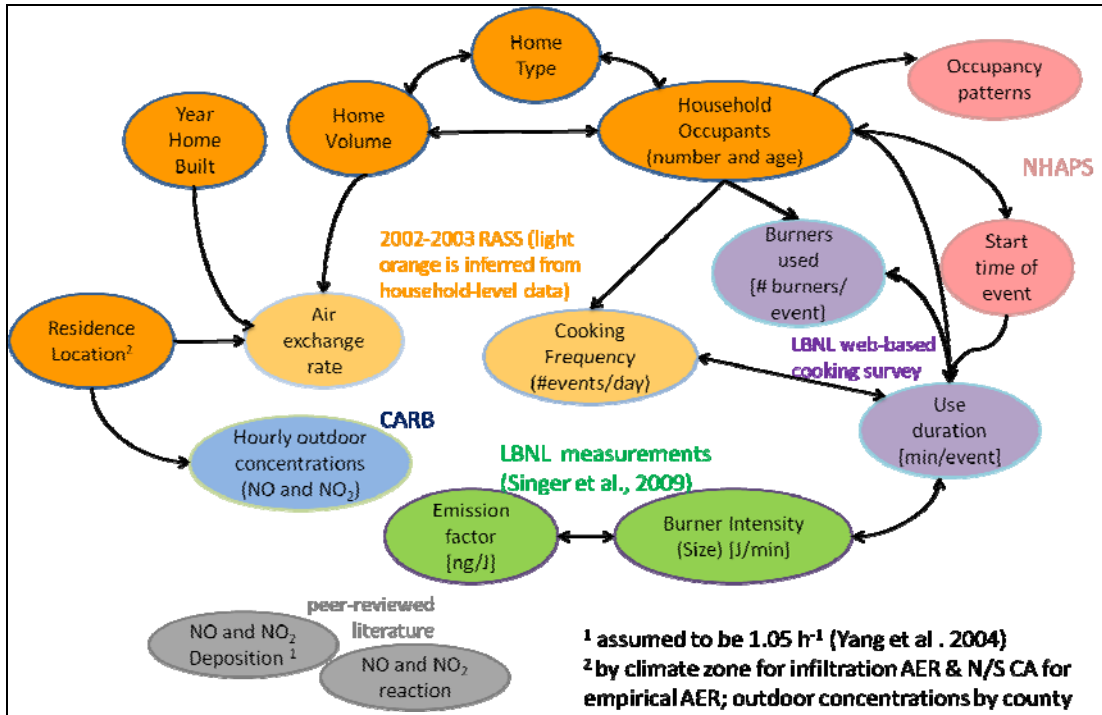 Home
Type
Occupancy
patterns
Year
Home
Built
Home
Volume
Household
Occupants
(number and age)
NHAPS
2002-2003 RASS (light
orange is inferred from
household-level data)
Burners
used
[# burners/
event]
Start
time of
event
Residence
Location²
Air
exchange
rate
Cooking
Frequency
(#events/day)
LBNL web-based
cooking survey
CARB
Hourly outdoor
concentrations
(NO and NO₂)
Use
duration
[min/event]
LBNL measurements
(Singer et al., 2009)
Emission
factor
[ng/J]
Burner Intensity
(Size) [J/min]
peer-reviewed
literature
NO and NO₂
Deposition ¹
NO and NO₂
reaction
¹ assumed to be 1.05 h⁻¹ (Yang et al . 2004)
² by climate zone for infiltration AER & N/S CA for
empirical AER; outdoor concentrations by county